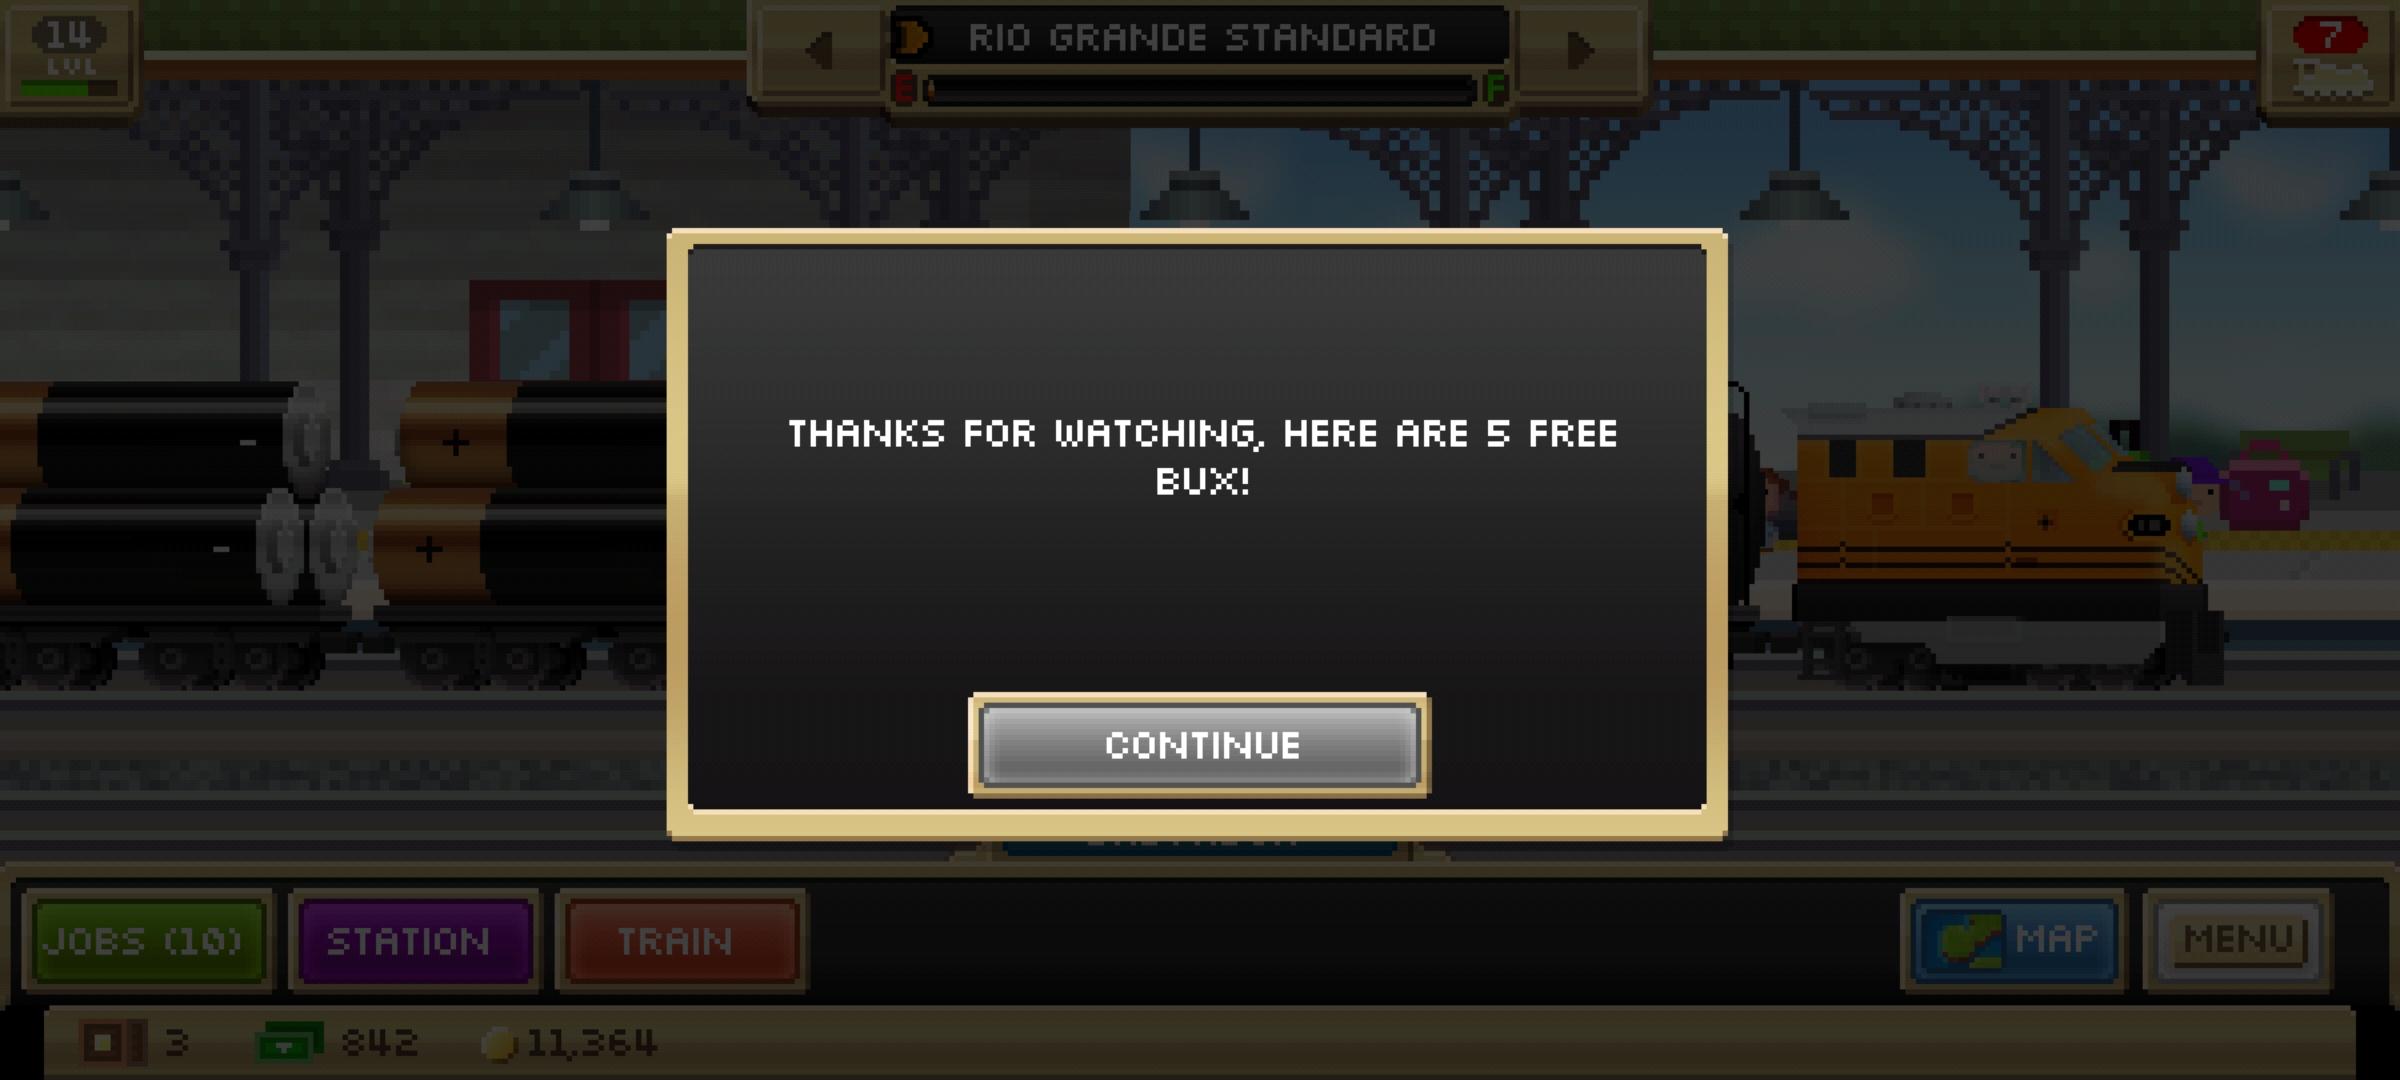 14
LVL
RIO GRANDE STANDARD
E F
7
- +
- +
THANKS FOR WATCHING, HERE ARE 5 FREE
BUX!
CONTINUE
JOBS (10)
STATION
TRAIN
MAP
MENU
3
842
11,364